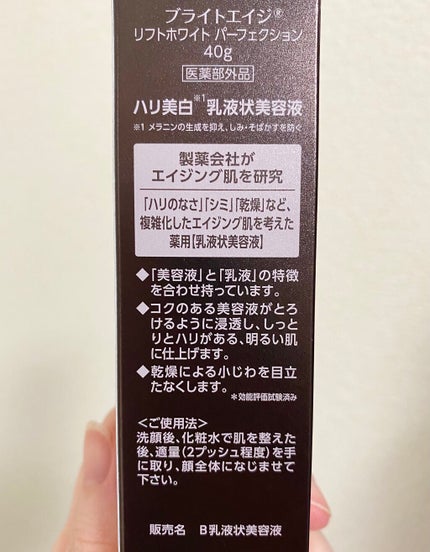 ブライトエイジ®
リフトホワイト パーフェクション
40g
医薬部外品
ハリ美白※1乳液状美容液
※1 メラニンの生成を抑え、しみ・そばかすを防ぐ
製薬会社が
エイジング肌を研究
「ハリのなさ」「シミ」「乾燥」など、
複雑化したエイジング肌を考えた
薬用【乳液状美容液】
◆「美容液」と「乳液」の特徴
を合わせ持っています。
◆コクのある美容液がとろ
けるように浸透し、しっと
りとハリがある、明るい肌
に仕上げます。
◆乾燥による小じわを目立
たなくします。
*効能評価試験済み
<ご使用法>
洗顔後、化粧水で肌を整えた
後、適量(2プッシュ程度)を手
に取り、顔全体になじませて
下さい。
販売名 B乳液状美容液